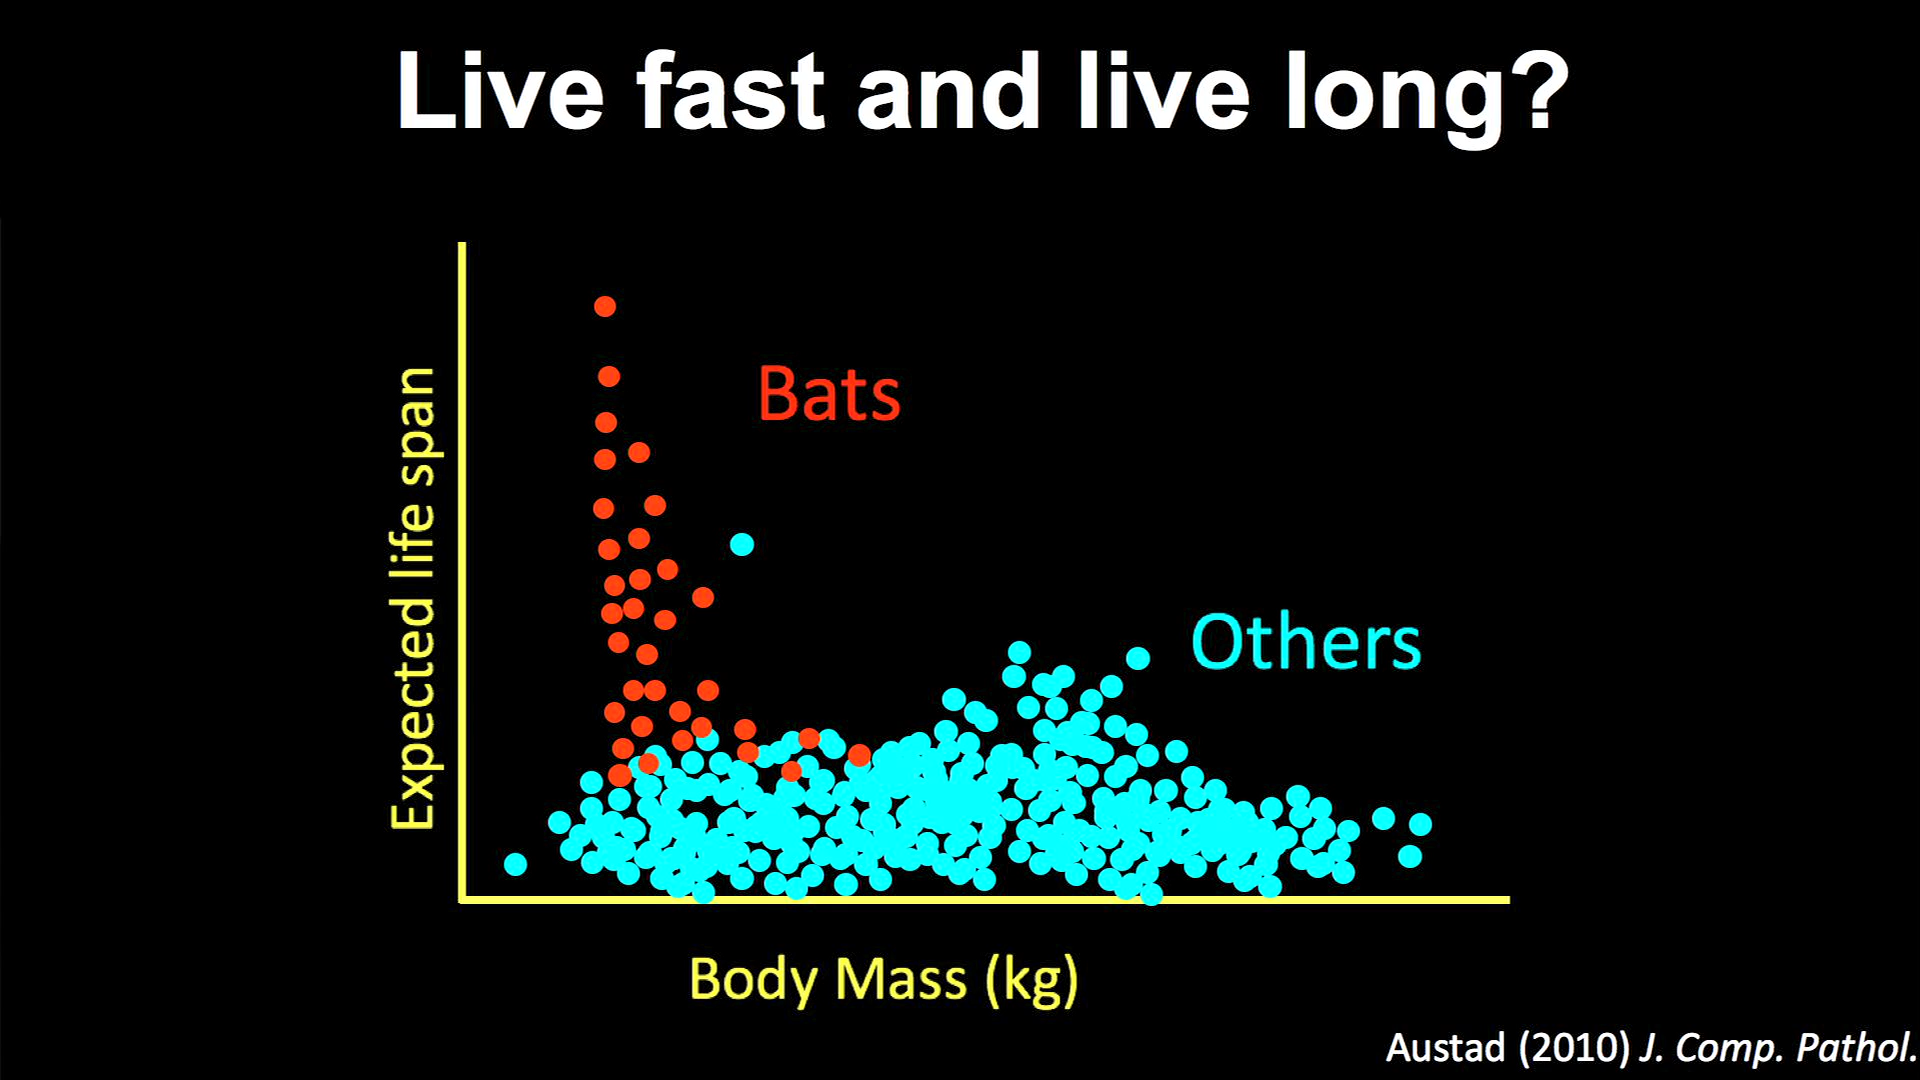 Live fast and live long?
Bats
Others
Expected life span
Body Mass (kg)
Austad (2010) J. Comp. Pathol.